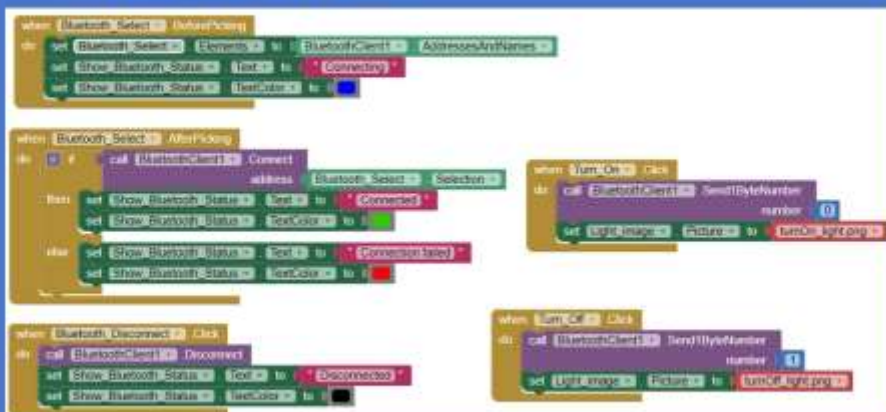 when Bluetooth_Select .BeforePicking
do set Bluetooth_Select . Elements to BluetoothClient1 . AddressesAndNames
set Show_Bluetooth_Status . Text to " Connecting "
set Show_Bluetooth_Status . TextColor to
when Bluetooth_Select .AfterPicking
do if call BluetoothClient1 .Connect
address Bluetooth_Select . Selection
then set Show_Bluetooth_Status . Text to " Connected "
set Show_Bluetooth_Status . TextColor to
else set Show_Bluetooth_Status . Text to " Connection failed "
set Show_Bluetooth_Status . TextColor to
when Bluetooth_Disconnect .Click
do call BluetoothClient1 .Disconnect
set Show_Bluetooth_Status . Text to " Disconnected "
set Show_Bluetooth_Status . TextColor to
when Turn_On .Click
do call BluetoothClient1 .Send1ByteNumber
number 0
set Light_image . Picture to turnOn_light.png
when Turn_Off .Click
do call BluetoothClient1 .Send1ByteNumber
number 1
set Light_image . Picture to turnOff_light.png